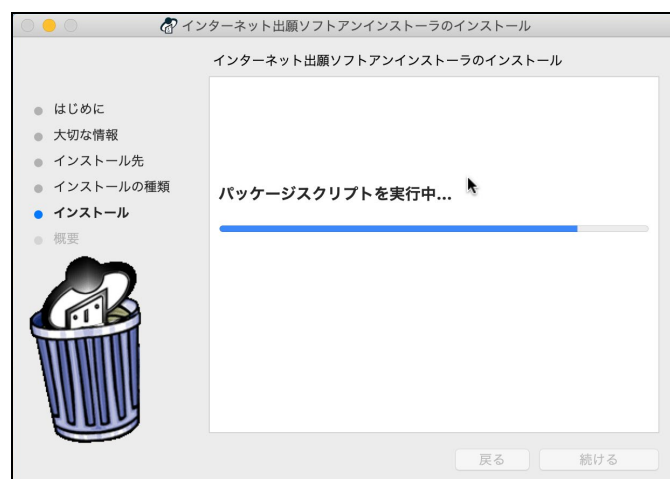 インターネット出願ソフトアンインストーラのインストール
インターネット出願ソフトアンインストーラのインストール
はじめに
大切な情報
インストール先
インストールの種類
インストール
概要
パッケージスクリプトを実行中...
戻る
続ける